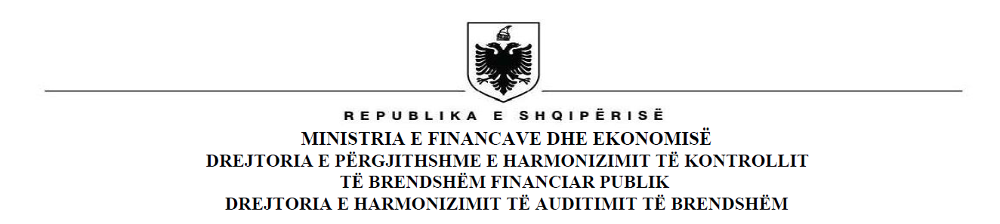 REPUBLIKA E SHQIPËRISË
MINISTRIA E FINANCAVE DHE EKONOMISË
DREJTORIA E PËRGJITHSHME E HARMONIZIMIT TË KONTROLLIT
TË BRENDSHËM FINANCIAR PUBLIK
DREJTORIA E HARMONIZIMIT TË AUDITIMIT TË BRENDSHËM